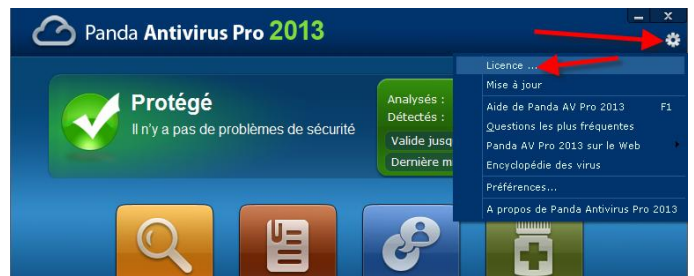 Panda Antivirus Pro 2013
Protégé
Il n'y a pas de problèmes de sécurité
Analysés :
Détectés :
Valide jusq
Dernière m
Licence ...
Mise à jour
Aide de Panda AV Pro 2013 F1
Questions les plus fréquentes
Panda AV Pro 2013 sur le Web
Encyclopédie des virus
Préférences...
A propos de Panda Antivirus Pro 2013